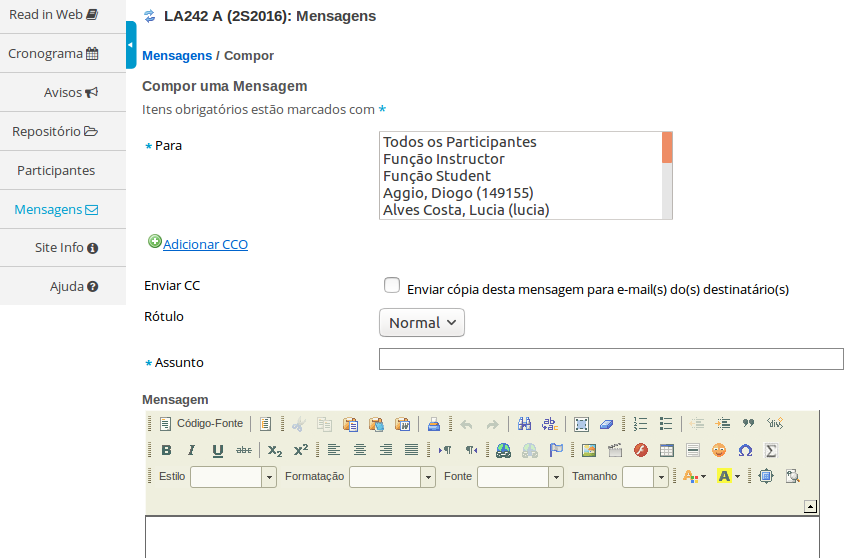 Read in Web
Cronograma
Avisos
Repositório
Participantes
Mensagens
Site Info
Ajuda
LA242 A (2S2016): Mensagens
Mensagens / Compor
Compor uma Mensagem
Itens obrigatórios estão marcados com *
* Para
Todos os Participantes
Função Instructor
Função Student
Aggio, Diogo (149155)
Alves Costa, Lucia (lucia)
Adicionar CCO
Enviar CC
Enviar cópia desta mensagem para e-mail(s) do(s) destinatário(s)
Rótulo
Normal
* Assunto
Mensagem
Código-Fonte
B I U abc X₂ X²
Estilo Formatação Fonte Tamanho A A